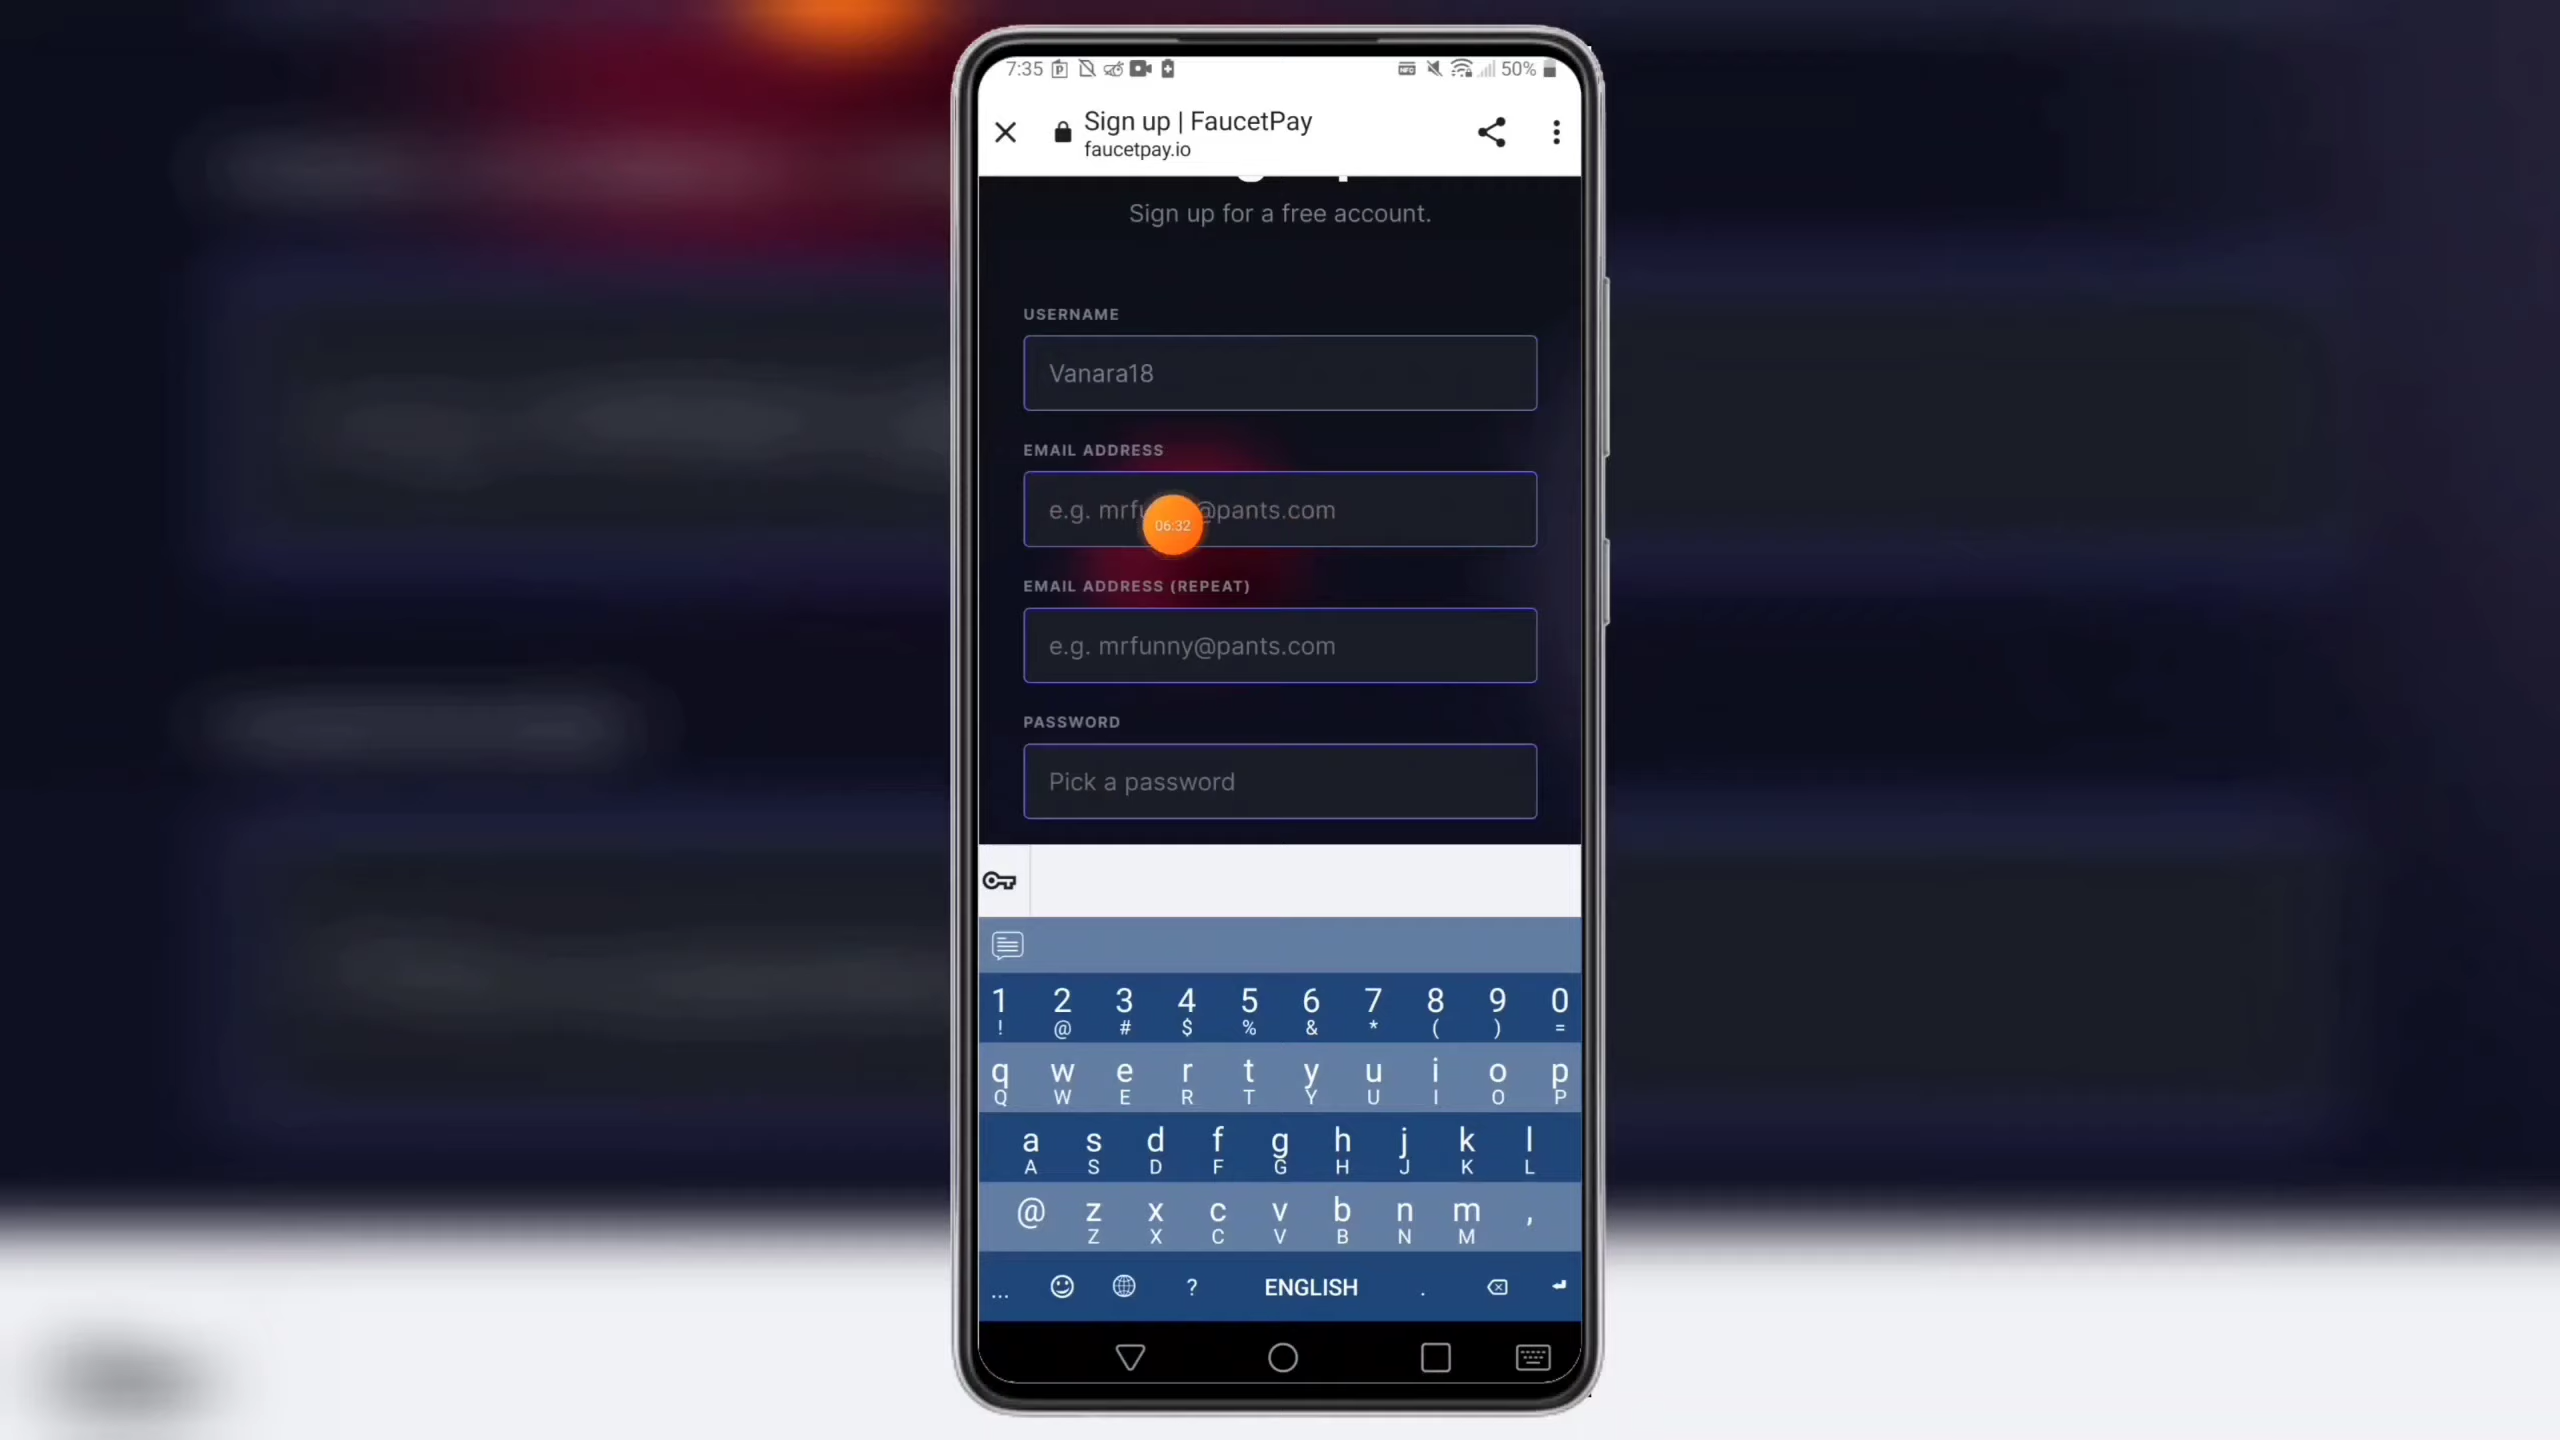 7:35 50%
Sign up | FaucetPay
faucetpay.io
Sign up for a free account.
USERNAME
Vanara18
EMAIL ADDRESS
e.g. mrfu @pants.com
06:32
EMAIL ADDRESS (REPEAT)
e.g. mrfunny@pants.com
PASSWORD
Pick a password
1 2 3 4 5 6 7 8 9 0
! @ # $ % & * ( ) =
q w e r t y u i o p
Q W E R T Y U I O P
a s d f g h j k l
A S D F G H J K L
@ z x c v b n m ,
Z X C V B N M
... ? ENGLISH .